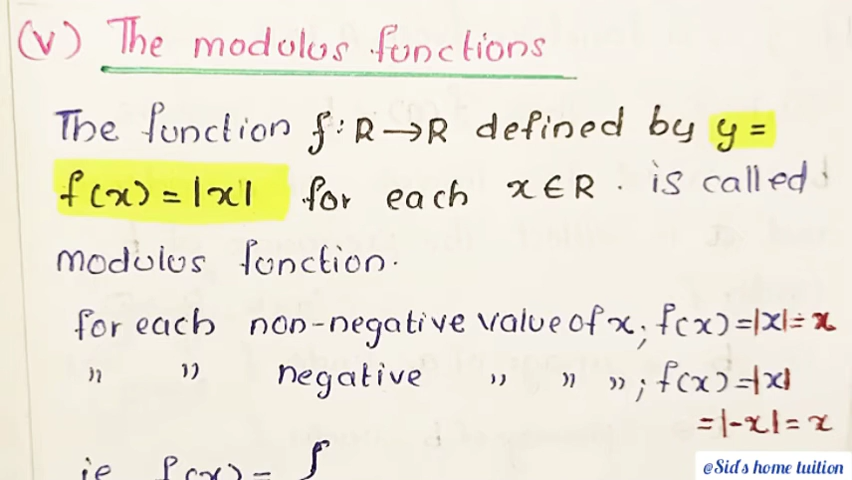 (v) The modulus functions
The function f: R→R defined by y =
f(x) = |x| for each x∈R. is called
modulus function.
for each non-negative value of x, f(x)=|x|=x
” ” negative ” ” ” ; f(x)=|x|
= |-x| = x
ie f(x) = ∫
@Sid's home tuition